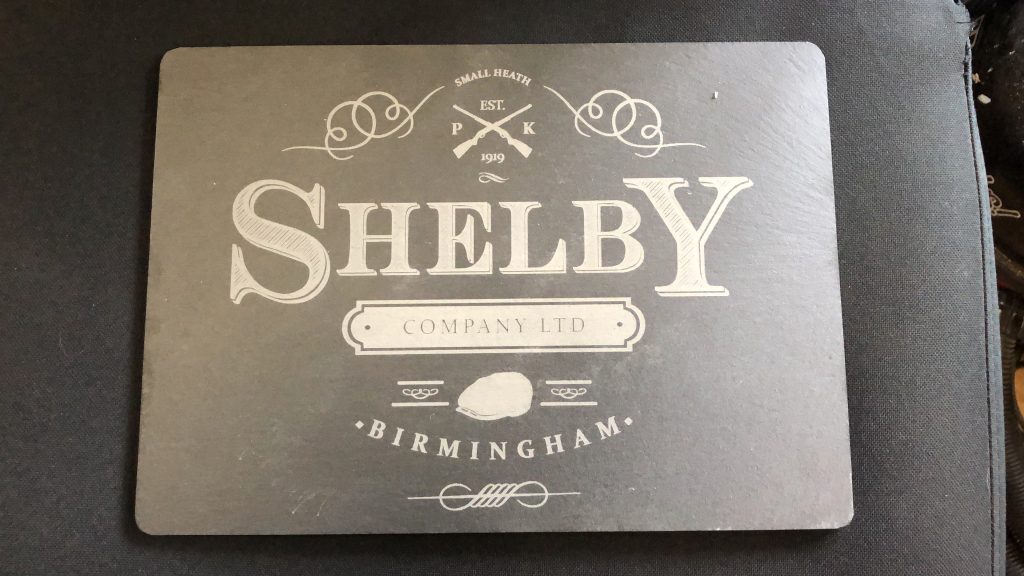 SMALL HEATH
EST.
P K
1919
SHELBY
COMPANY LTD
•BIRMINGHAM•